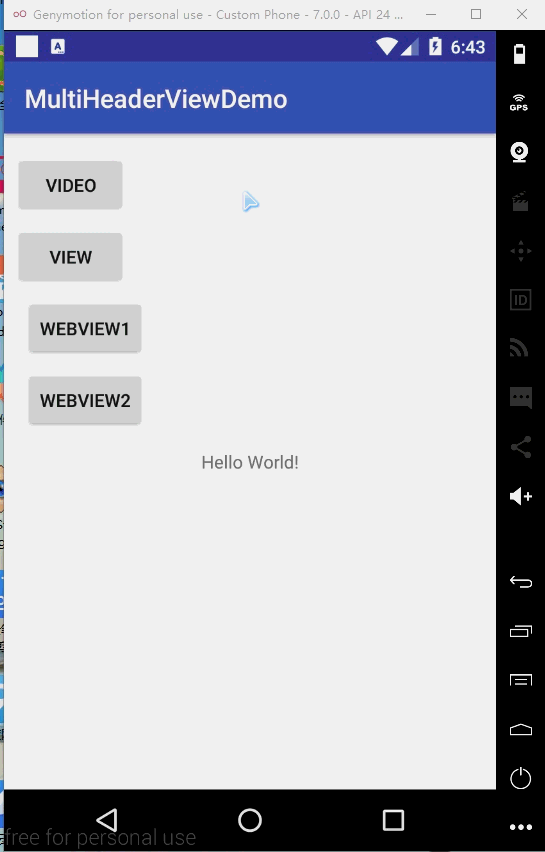 Genymotion for personal use - Custom Phone - 7.0.0 - API 24 ...
A
6:43
MultiHeaderViewDemo
GPS
VIDEO
VIEW
ID
WEBVIEW1
WEBVIEW2
Hello World!
free for personal use